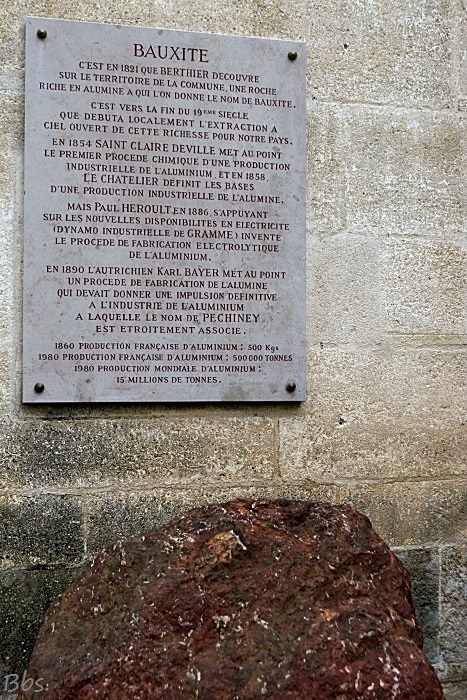 BAUXITE
C'EST EN 1821 QUE BERTHIER DECOUVRE
SUR LE TERRITOIRE DE LA COMMUNE, UNE ROCHE
RICHE EN ALUMINE A QUI L'ON DONNE LE NOM DE BAUXITE.
C'EST VERS LA FIN DU 19EME SIECLE
QUE DEBUTA LOCALEMENT L'EXTRACTION A
CIEL OUVERT DE CETTE RICHESSE POUR NOTRE PAYS.
EN 1854 SAINT CLAIRE DEVILLE MET AU POINT
LE PREMIER PROCEDE CHIMIQUE D'UNE PRODUCTION
INDUSTRIELLE DE L'ALUMINIUM, ET EN 1858,
LE CHATELIER DEFINIT LES BASES
D'UNE PRODUCTION INDUSTRIELLE DE L'ALUMINE.
MAIS PAUL HEROULT, EN 1886, S'APPUYANT
SUR LES NOUVELLES DISPONIBILITES EN ELECTRICITE
(DYNAMO INDUSTRIELLE DE GRAMME) INVENTE
LE PROCEDE DE FABRICATION ELECTROLYTIQUE
DE L'ALUMINIUM.
EN 1890 L'AUTRICHIEN KARL BAYER MET AU POINT
UN PROCEDE DE FABRICATION DE L'ALUMINE
QUI DEVAIT DONNER UNE IMPULSION DEFINITIVE
A L'INDUSTRIE DE L'ALUMINIUM
A LAQUELLE LE NOM DE PECHINEY
EST ETROITEMENT ASSOCIE.
1860 PRODUCTION FRANÇAISE D'ALUMINIUM : 500 KGS
1980 PRODUCTION FRANÇAISE D'ALUMINIUM : 500000 TONNES
1980 PRODUCTION MONDIALE D'ALUMINIUM :
15 MILLIONS DE TONNES.
Bbs.